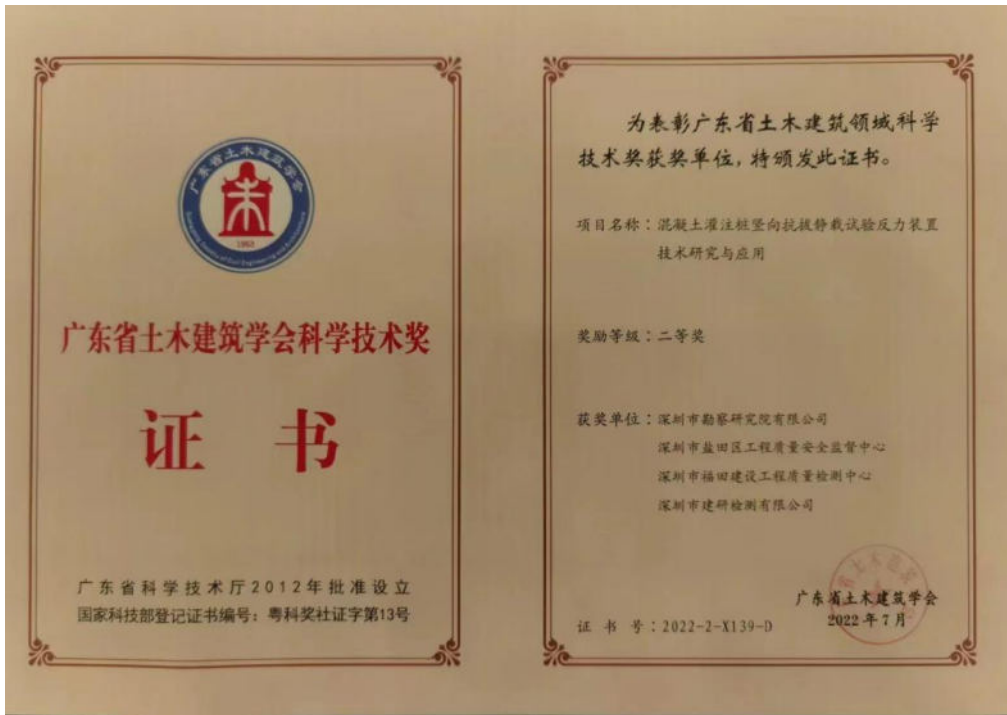 广东省土木建筑学会
1953
广东省土木建筑学会科学技术奖
证 书
广东省科学技术厅2012年批准设立
国家科技部登记证书编号：粤科奖社证字第13号
为表彰广东省土木建筑领域科学
技术奖获奖单位，特颁发此证书。
项目名称：混凝土灌注桩竖向抗拔静载试验反力装置
技术研究与应用
奖励等级：二等奖
获奖单位：深圳市勘察研究院有限公司
深圳市盐田区工程质量安全监督中心
深圳市福田建设工程质量检测中心
深圳市建研检测有限公司
广东省土木建筑学会
2022年7月
证 书 号：2022-2-X139-D